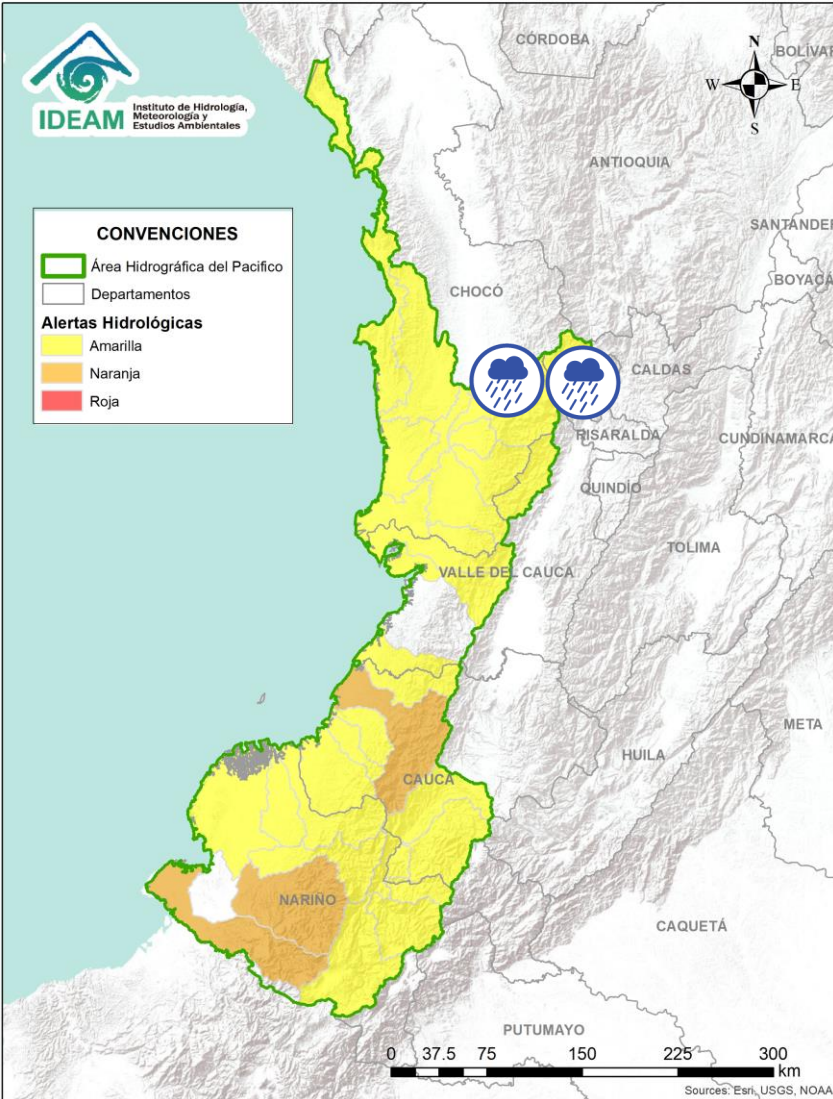 IDEAM
Instituto de Hidrología,
Meteorología y
Estudios Ambientales
N
W E
S
CÓRDOBA
BOLÍVAR
ANTIOQUIA
SANTANDER
BOYACÁ
CHOCÓ
CALDAS
RISARALDA
CUNDINAMARCA
QUINDÍO
TOLIMA
VALLE DEL CAUCA
META
HUILA
CAUCA
NARIÑO
CAQUETÁ
PUTUMAYO
CONVENCIONES
Área Hidrográfica del Pacifico
Departamentos
Alertas Hidrológicas
Amarilla
Naranja
Roja
0 37.5 75 150 225 300
km
Sources: Esri, USGS, NOAA